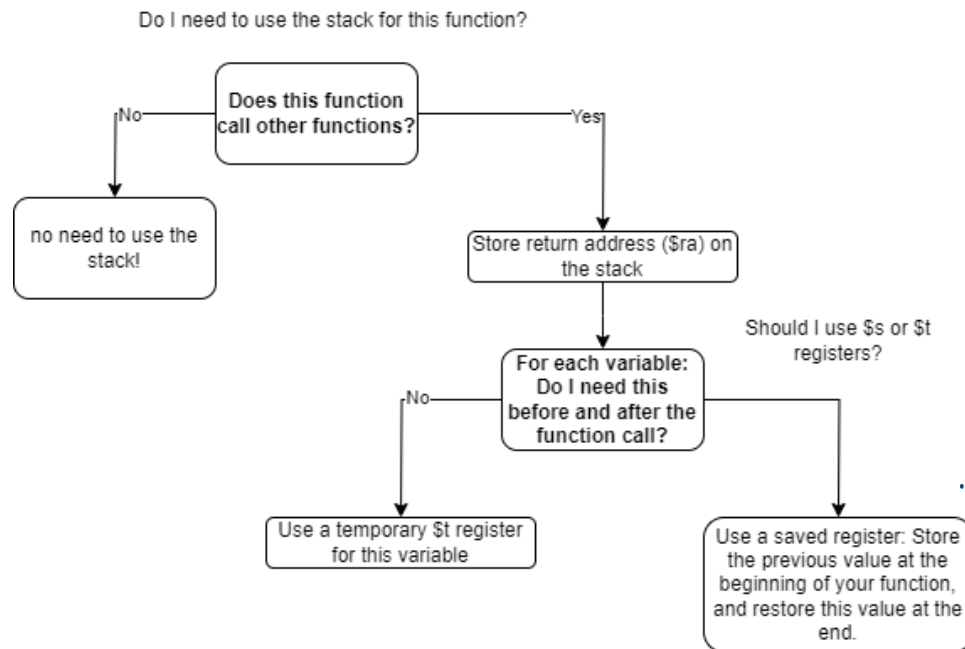 Do I need to use the stack for this function?
Does this function
call other functions?
No
Yes
no need to use the
stack!
Store return address ($ra) on
the stack
Should I use $s or $t
registers?
For each variable:
Do I need this
before and after the
function call?
No
Use a temporary $t register
for this variable
Use a saved register: Store
the previous value at the
beginning of your function,
and restore this value at the
end.